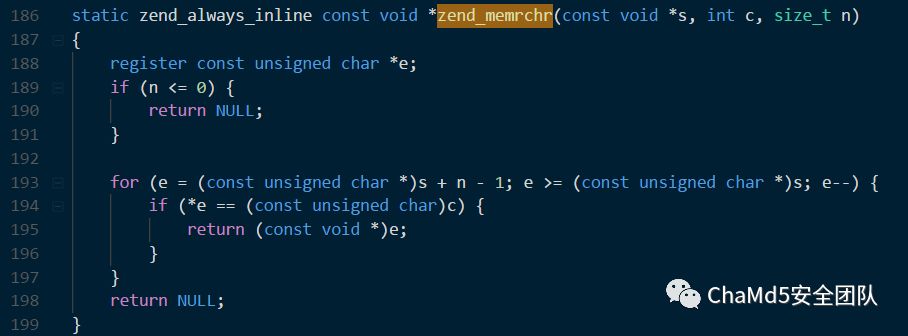 186 static zend_always_inline const void *zend_memrchr(const void *s, int c, size_t n)
187 {
188     register const unsigned char *e;
189     if (n <= 0) {
190         return NULL;
191     }
192
193     for (e = (const unsigned char *)s + n - 1; e >= (const unsigned char *)s; e--) {
194         if (*e == (const unsigned char)c) {
195             return (const void *)e;
196         }
197     }
198     return NULL;
199 }
ChaMd5安全团队